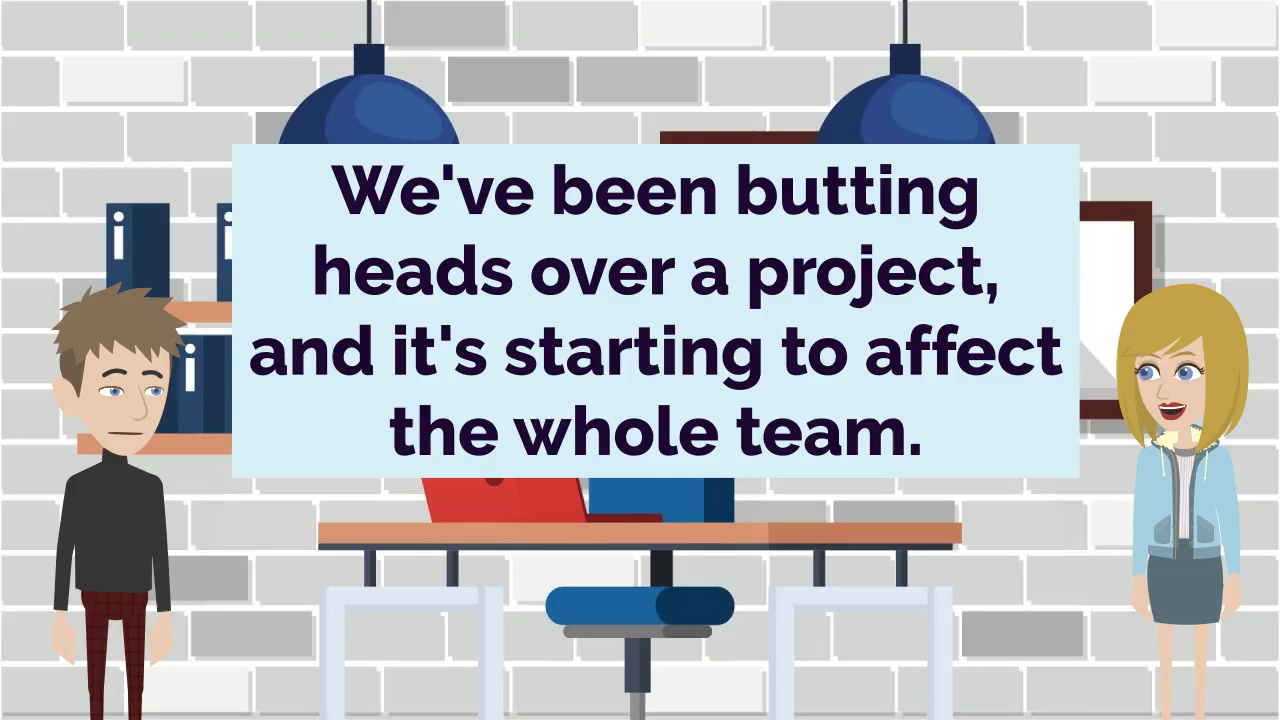 We've been butting
heads over a project,
and it's starting to affect
the whole team.